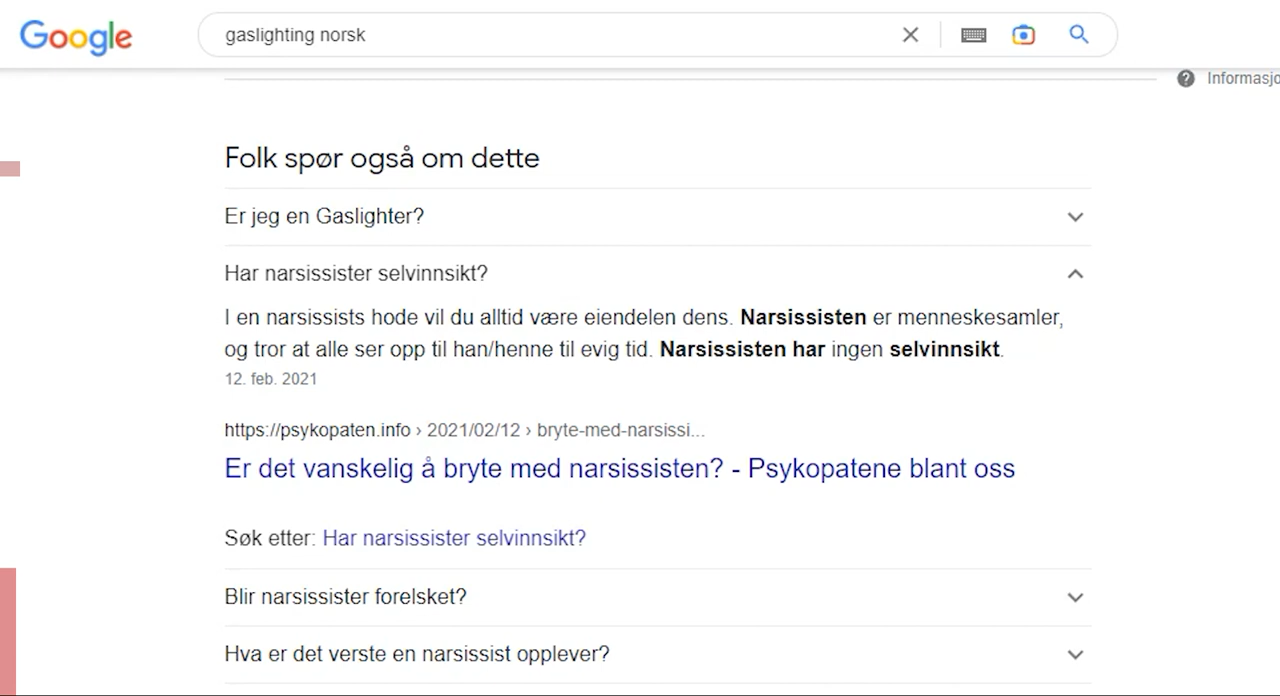 Google
gaslighting norsk
Informasjo
Folk spør også om dette
Er jeg en Gaslighter?
Har narsissister selvinnsikt?
I en narsissists hode vil du alltid være eiendelen dens. Narsissisten er menneskesamler,
og tror at alle ser opp til han/henne til evig tid. Narsissisten har ingen selvinnsikt.
12. feb. 2021
https://psykopaten.info › 2021/02/12 › bryte-med-narsissi...
Er det vanskelig å bryte med narsissisten? - Psykopatene blant oss
Søk etter: Har narsissister selvinnsikt?
Blir narsissister forelsket?
Hva er det verste en narsissist opplever?